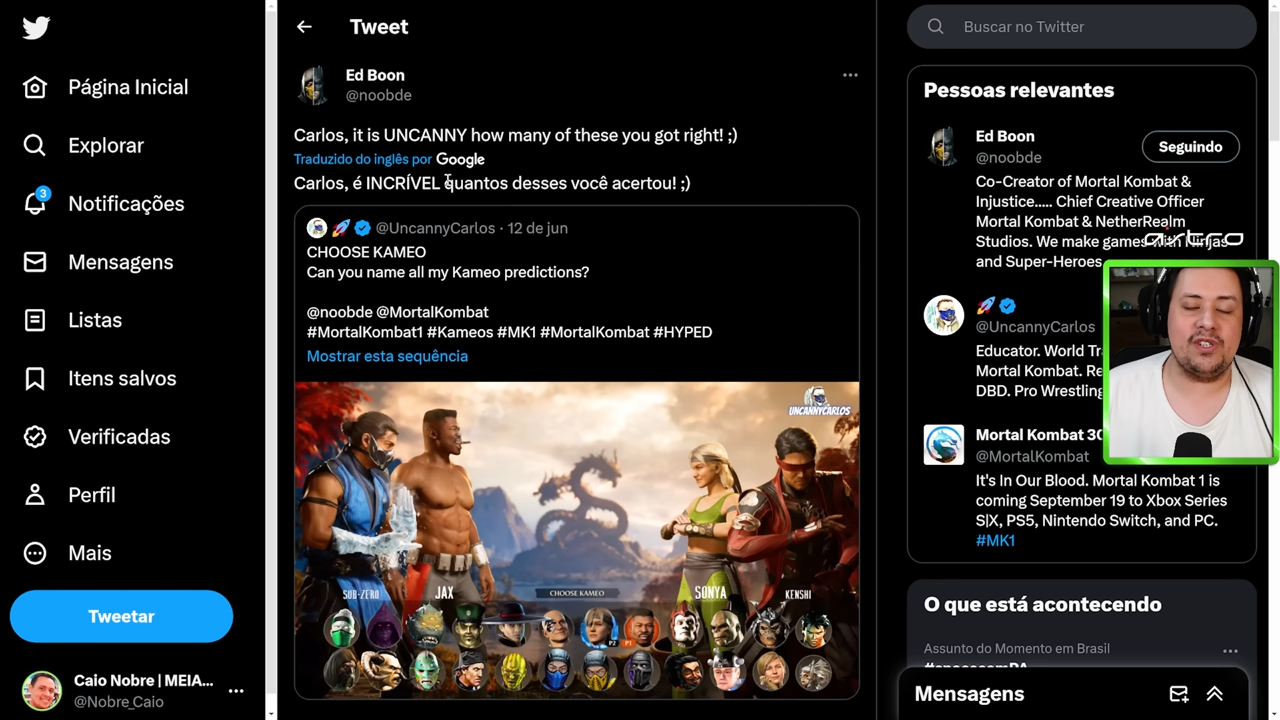 Página Inicial
Explorar
3
Notificações
Mensagens
Listas
Itens salvos
Verificadas
Perfil
Mais
Tweetar
Caio Nobre | MEIA...
@Nobre_Caio
Tweet
Ed Boon
@noobde
Carlos, it is UNCANNY how many of these you got right! ;)
Traduzido do inglês por Google
Carlos, é INCRÍVEL quantos desses você acertou! ;)
@UncannyCarlos · 12 de jun
CHOOSE KAMEO
Can you name all my Kameo predictions?
@noobde @MortalKombat
#MortalKombat1 #Kameos #MK1 #MortalKombat #HYPED
Mostrar esta sequência
UNCANNYCARLOS
SUB-ZERO
JAX
CHOOSE KAMEO
SONYA
KENSHI
P2
P1
Buscar no Twitter
Pessoas relevantes
Ed Boon
@noobde
Seguindo
Co-Creator of Mortal Kombat &
Injustice..... Chief Creative Officer
Mortal Kombat & NetherRealm
Studios. We make games with Ninjas
and Super-Heroes
astro
@UncannyCarlos
Educator. World
Mortal Kombat.
DBD. Pro Wrestling
Mortal Kombat 30
@MortalKombat
It's In Our Blood. Mortal Kombat 1 is
coming September 19 to Xbox Series
S|X, PS5, Nintendo Switch, and PC.
#MK1
O que está acontecendo
Assunto do Momento em Brasil
Mensagens